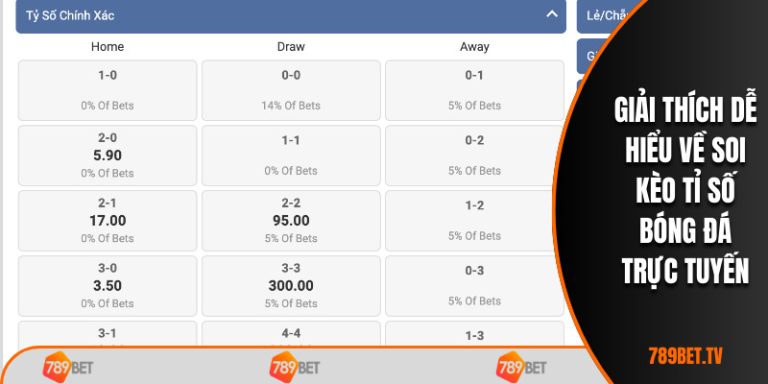 Tỷ Số Chính Xác
Home Draw Away
1-0 0-0 0-1
0% Of Bets 14% Of Bets 5% Of Bets
2-0 1-1 0-2
5.90
0% Of Bets 0% Of Bets 5% Of Bets
2-1 2-2 1-2
17.00 95.00
0% Of Bets 5% Of Bets 5% Of Bets
3-0 3-3 0-3
3.50 300.00
0% Of Bets 5% Of Bets 5% Of Bets
3-1 4-4 1-3
Lẻ/Chẵ
GIẢI THÍCH DỄ
HIỂU VỀ SOI
KÈO TỈ SỐ
BÓNG ĐÁ
TRỰC TUYẾN
789BET.TV
789BET 789BET 789BET